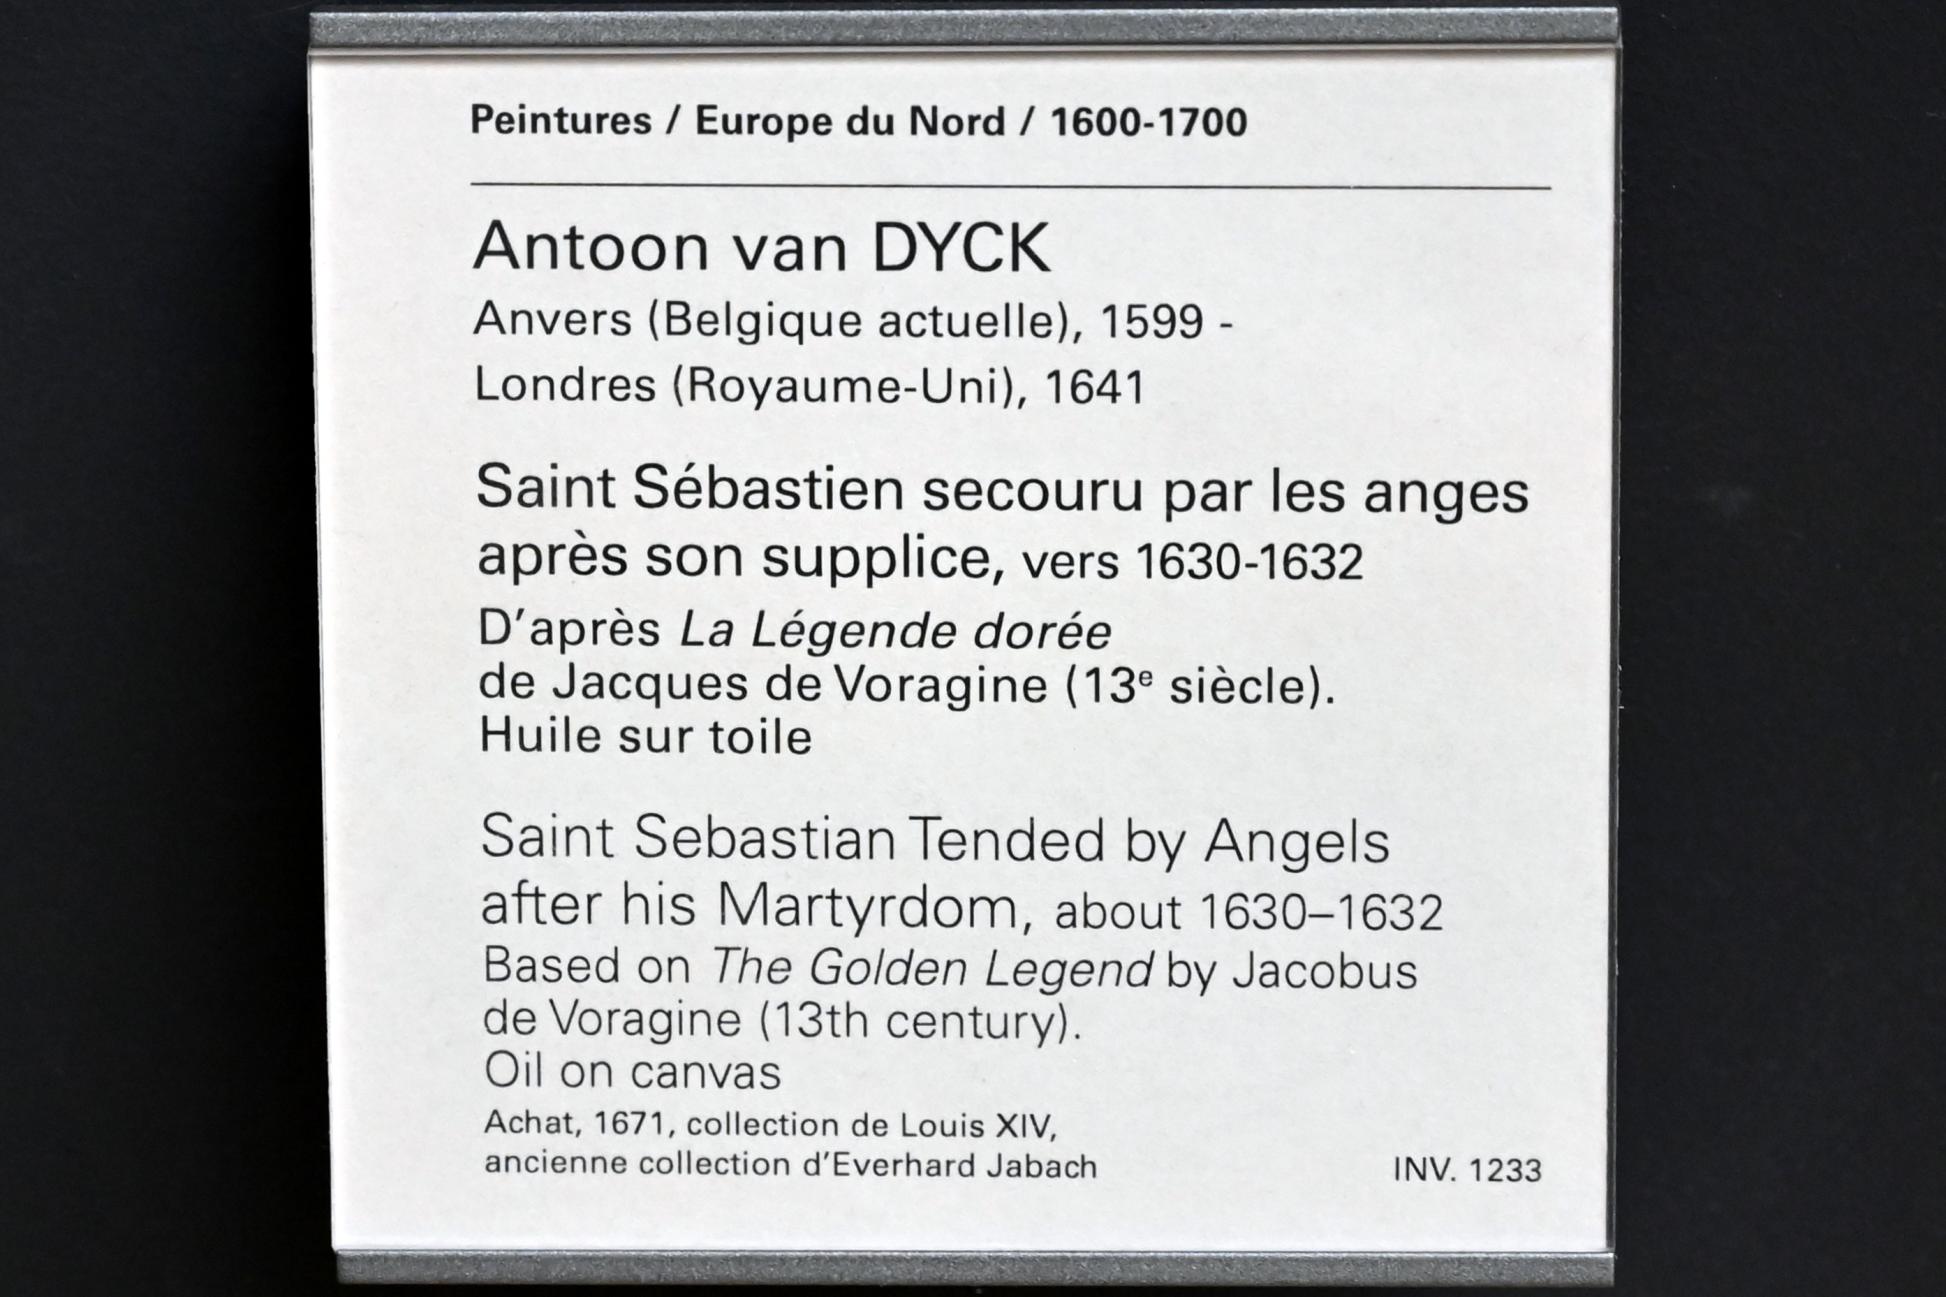 Peintures / Europe du Nord / 1600-1700
Antoon van DYCK
Anvers (Belgique actuelle), 1599 -
Londres (Royaume-Uni), 1641
Saint Sébastien secouru par les anges
après son supplice, vers 1630-1632
D'après La Légende dorée
de Jacques de Voragine (13e siècle).
Huile sur toile
Saint Sebastian Tended by Angels
after his Martyrdom, about 1630–1632
Based on The Golden Legend by Jacobus
de Voragine (13th century).
Oil on canvas
Achat, 1671, collection de Louis XIV,
ancienne collection d'Everhard Jabach
INV. 1233